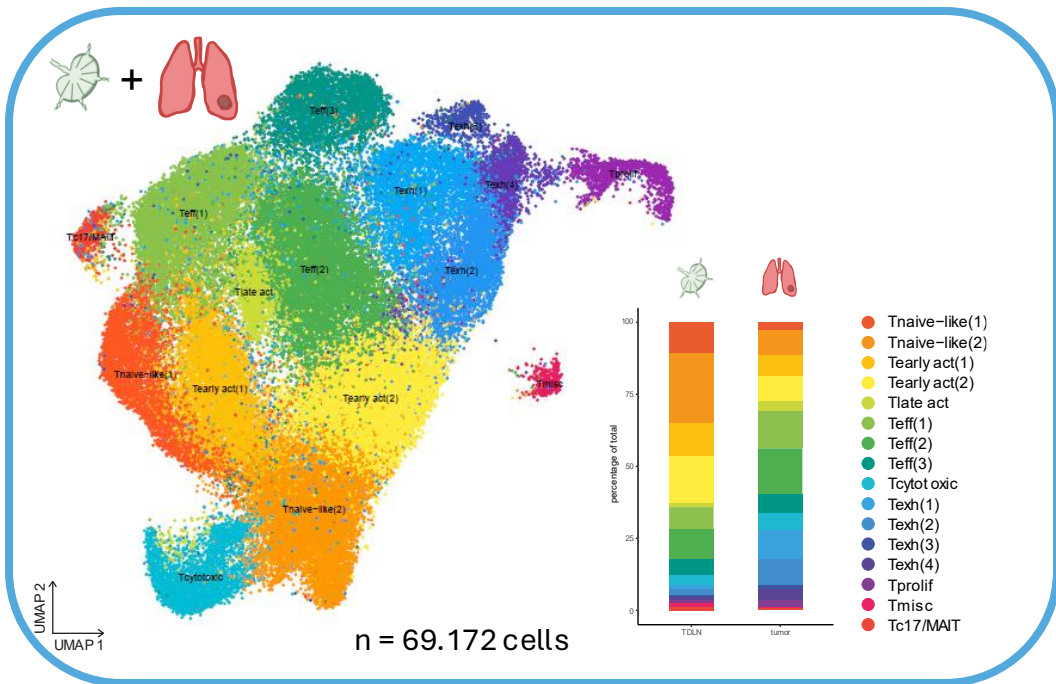 +
Teff(3)
Texh(3)
Texh(1)
Texh(4)
Tprolif
Teff(1)
Tc17/MAIT
Teff(2)
Texh(2)
Tlate act
Tnaive-like(1)
Tearly act(1)
Tearly act(2)
Tmisc
Tnaive-like(2)
Tcytotoxic
UMAP 2
UMAP 1
n = 69.172 cells
percentage of total
100
75
50
25
0
TDLN
tumor
Tnaive-like(1)
Tnaive-like(2)
Tearly act(1)
Tearly act(2)
Tlate act
Teff(1)
Teff(2)
Teff(3)
Tcytotoxic
Texh(1)
Texh(2)
Texh(3)
Texh(4)
Tprolif
Tmisc
Tc17/MAIT